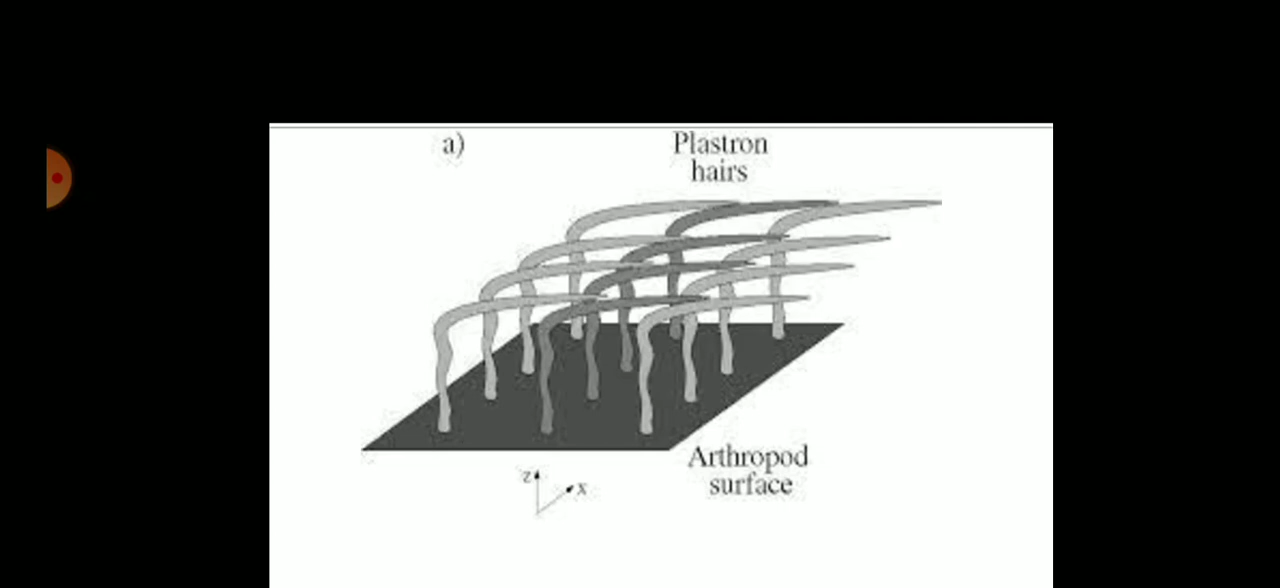 a)
Plastron
hairs
Arthropod
surface
z
x